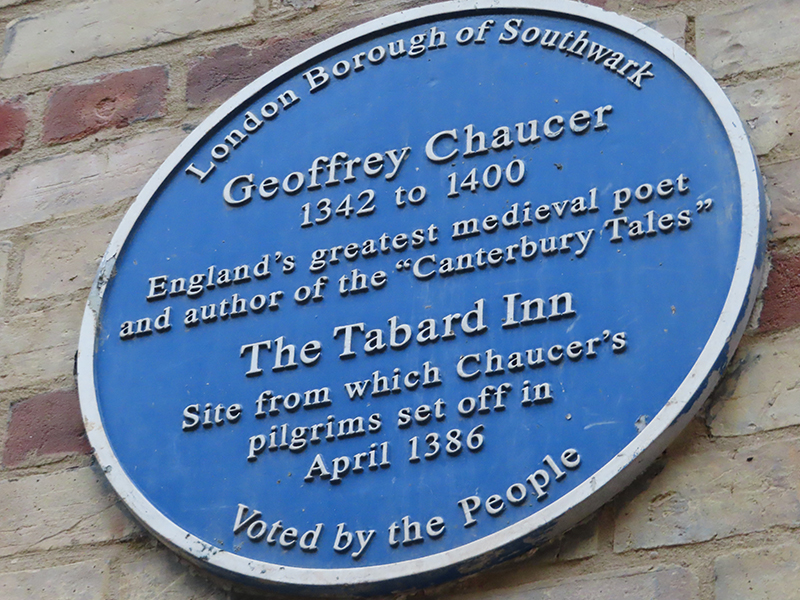 London Borough of Southwark
Geoffrey Chaucer
1342 to 1400
England's greatest medieval poet
and author of the "Canterbury Tales"
The Tabard Inn
Site from which Chaucer's
pilgrims set off in
April 1386
Voted by the People